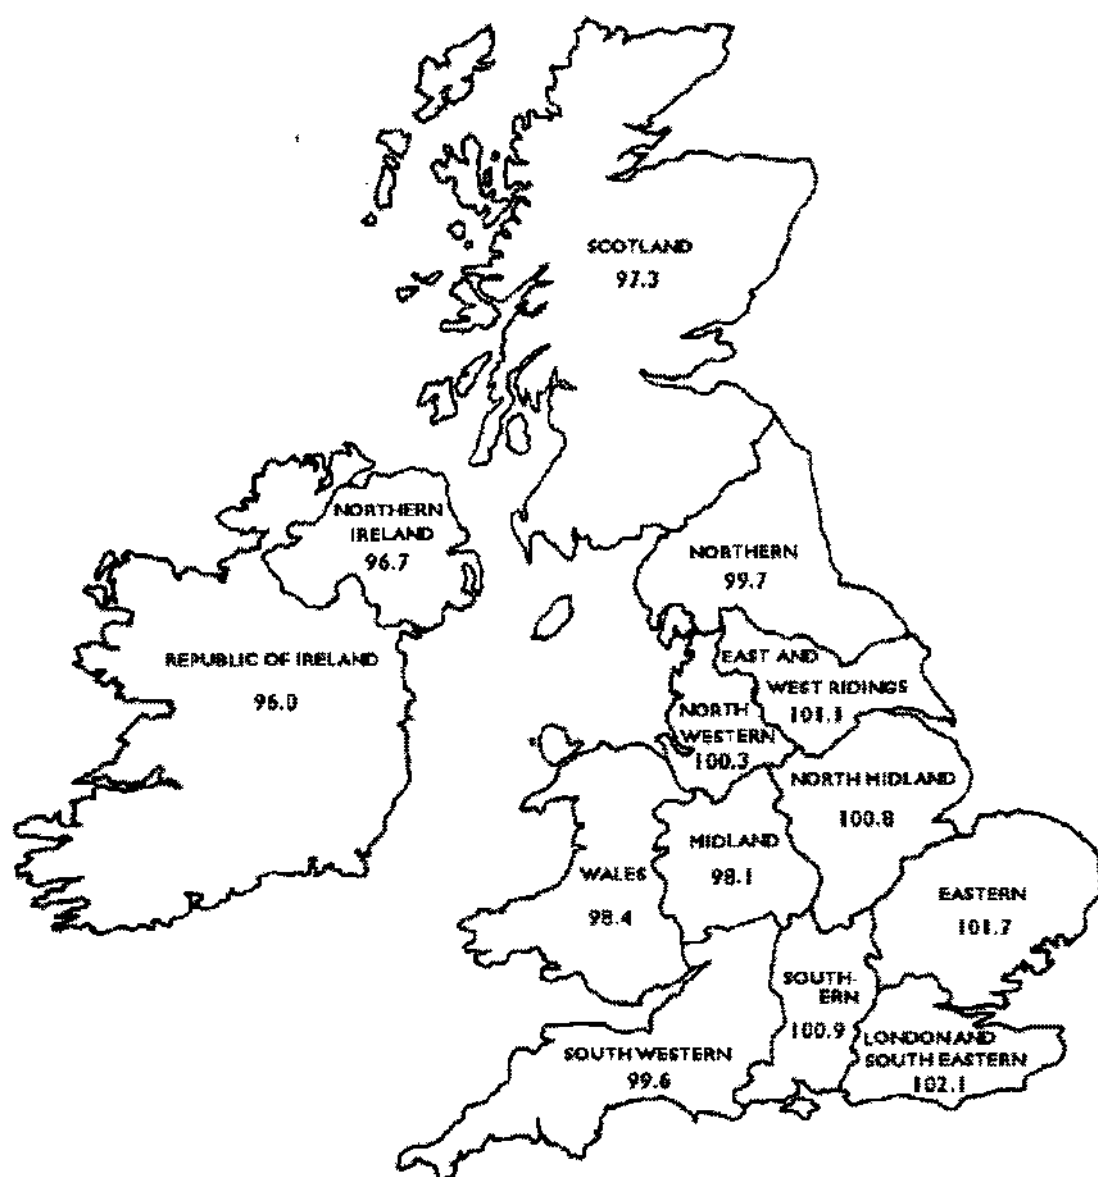 SCOTLAND
97.3
NORTHERN
IRELAND
96.7
NORTHERN
99.7
REPUBLIC OF IRELAND
96.0
EAST AND
WEST RIDINGS
101.1
NORTH
WESTERN
100.3
NORTH MIDLAND
100.8
MIDLAND
98.1
WALES
98.4
EASTERN
101.7
SOUTH-
ERN
100.9
LONDON AND
SOUTH EASTERN
102.1
SOUTH WESTERN
99.6